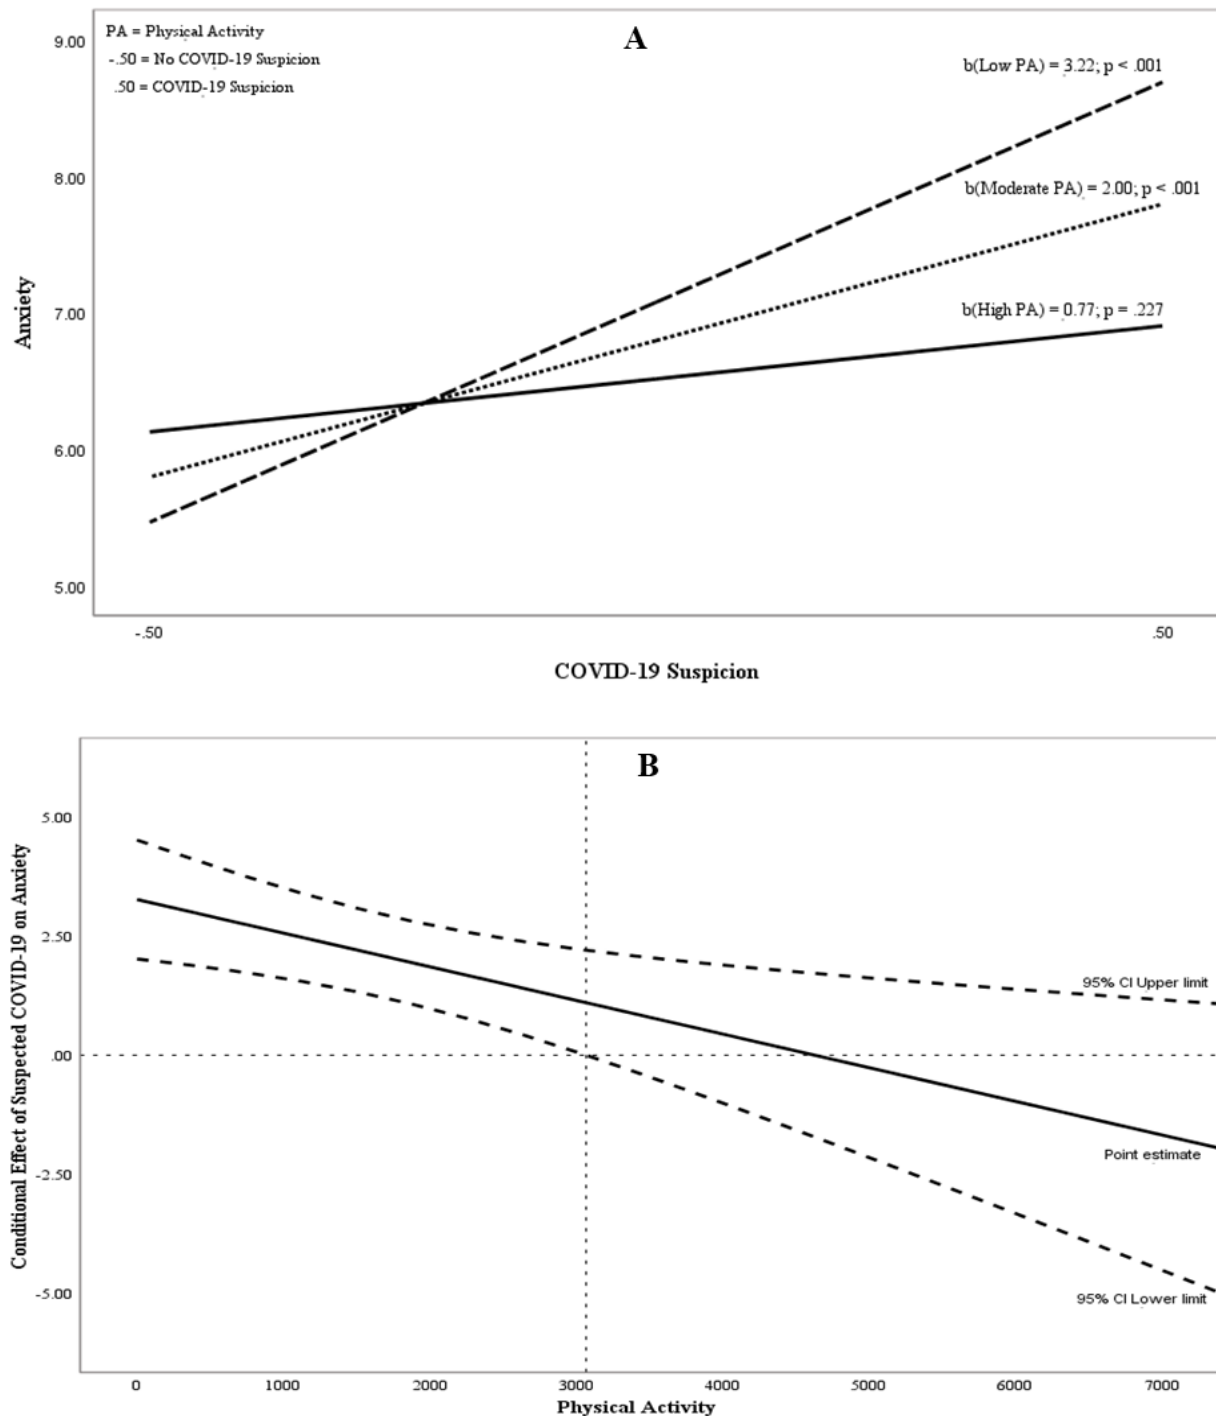 A
PA = Physical Activity
-.50 = No COVID-19 Suspicion
.50 = COVID-19 Suspicion
9.00
8.00
7.00
6.00
5.00
Anxiety
b(Low PA) = 3.22; p < .001
b(Moderate PA) = 2.00; p < .001
b(High PA) = 0.77; p = .227
-.50
.50
COVID-19 Suspicion
B
5.00
2.50
.00
-2.50
-5.00
Conditional Effect of Suspected COVID-19 on Anxiety
95% CI Upper limit
Point estimate
95% CI Lower limit
0 1000 2000 3000 4000 5000 6000 7000
Physical Activity